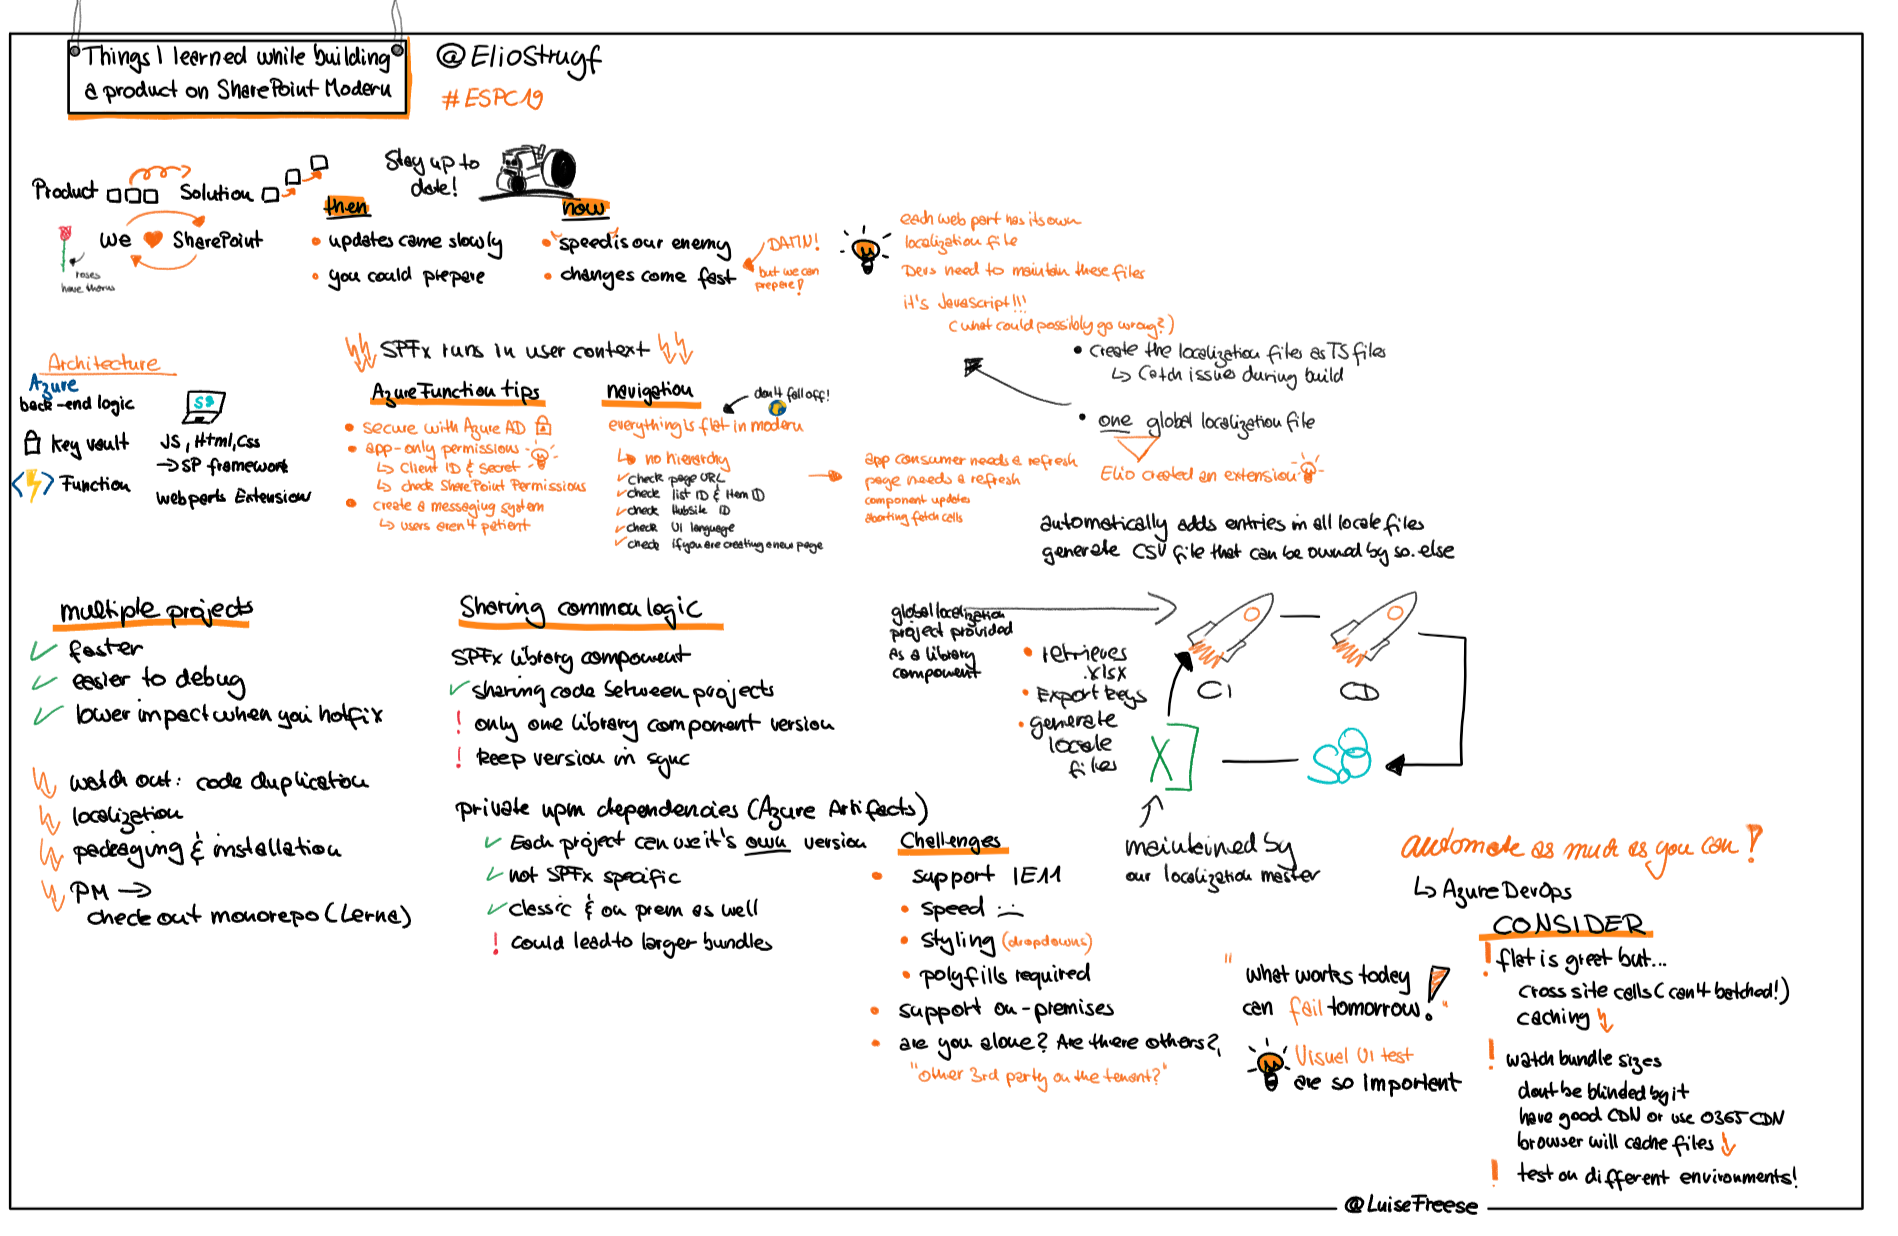 Things I learned while building
a product on SharePoint Modern
@EliostruYf
#ESPC19
Product
Solution
we
SharePoint
roses
have thorns
Stay up to
date!
then
• updates came slowly
• you could prepare
now
• "speed" is our enemy
• changes come fast
DAMN!
but we can
prepare!
each web part has its own
localization file
Devs need to maintain these files
it's JavaScript!!!
(what could possibly go wrong?)
• create the localization files as TS files
↳ Catch issues during build
• one global localization file
Elio created an extension
automatically adds entries in all locale files
generate CSV file that can be owned by so. else
Architecture
Azure
back-end logic
key vault
Function
S>
JS, Html, Css
→ SP framework
webparts Extension
SPFx runs in user context
Azure Function tips
• secure with Azure AD
• app-only permissions
↳ Client ID & Secret
↳ check SharePoint Permissions
• create a messaging system
↳ users aren't patient
navigation
don't fall off!
everything is flat in modern
↳ no hierarchy
✓ check page URL
✓ check list ID & Item ID
✓ check HubSite ID
✓ check UI language
✓ check if you are creating a new page
app consumer needs a refresh
page needs a refresh
component updates
aborting fetch calls
multiple projects
✓ faster
✓ easier to debug
✓ lower impact when you hotfix
watch out: code duplication
localization
packaging & installation
PM →
check out monorepo (Lerna)
Sharing common logic
SPFx library component
✓ sharing code between projects
! only one library component version
! keep version in sync
private npm dependencies (Azure Artifacts)
✓ Each project can use it's own version
✓ not SPFx specific
✓ classic & on prem as well
! could lead to larger bundles
global localization
project provided
as a library
component
• retrieves
.xlsx
• Export keys
• generate
locale
files
CI
CD
X
S
maintained by
our localization master
Challenges
• support IE11
• speed :(
• styling (dropdowns)
• polyfills required
• support on-premises
• are you alone? Are there others?,
"other 3rd party on the tenant?"
"what works today
can fail tomorrow!"
Visual UI test
are so important
automate as much as you can!
↳ Azure DevOps
CONSIDER
! flat is great but...
cross site calls (can't batched!)
caching
! watch bundle sizes
dont be blinded by it
have good CDN or use O365 CDN
browser will cache files
! test on different environments!
@LuiseFreese